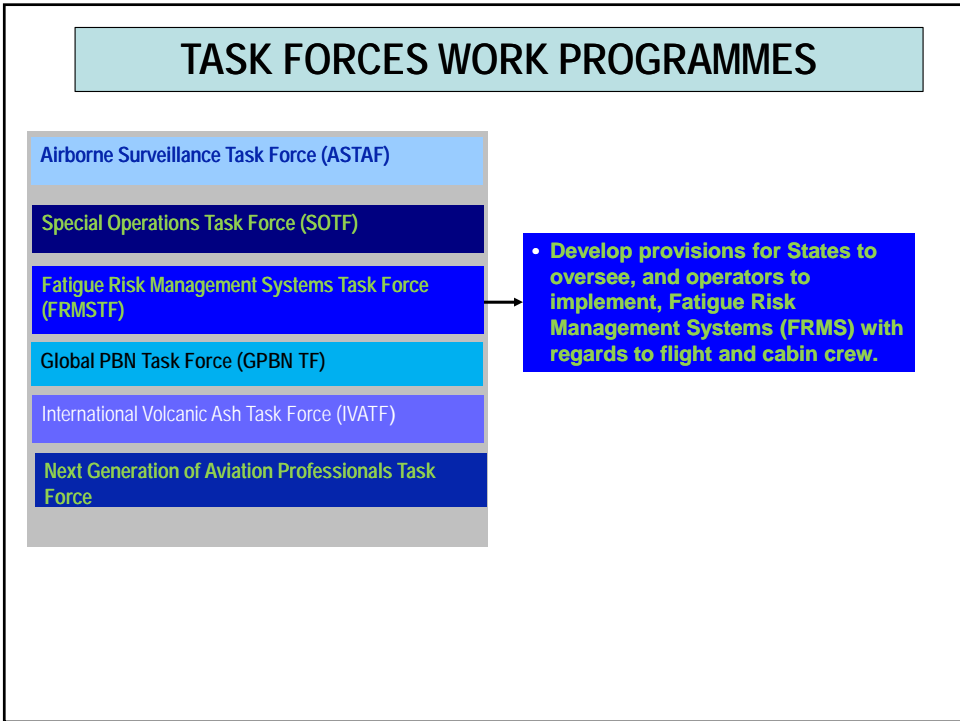 TASK FORCES WORK PROGRAMMES
Airborne Surveillance Task Force (ASTAF)
Special Operations Task Force (SOTF)
Fatigue Risk Management Systems Task Force
(FRMSTF)
Global PBN Task Force (GPBN TF)
International Volcanic Ash Task Force (IVATF)
Next Generation of Aviation Professionals Task
Force
• Develop provisions for States to
oversee, and operators to
implement, Fatigue Risk
Management Systems (FRMS) with
regards to flight and cabin crew.